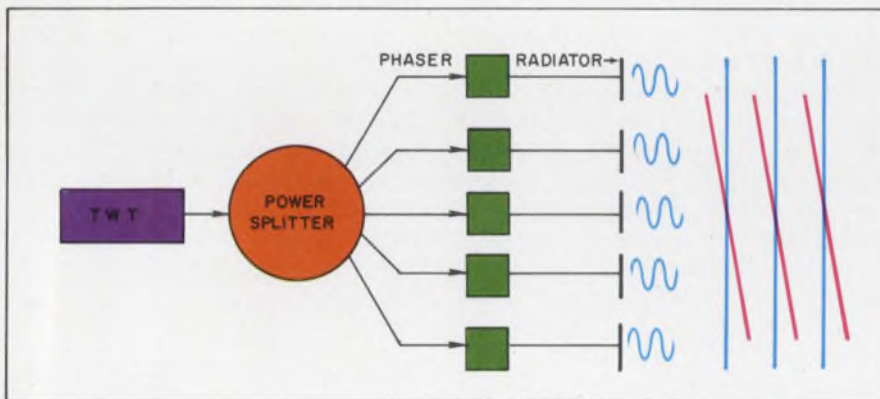 PHASER
RADIATOR→
TWT
POWER
SPLITTER